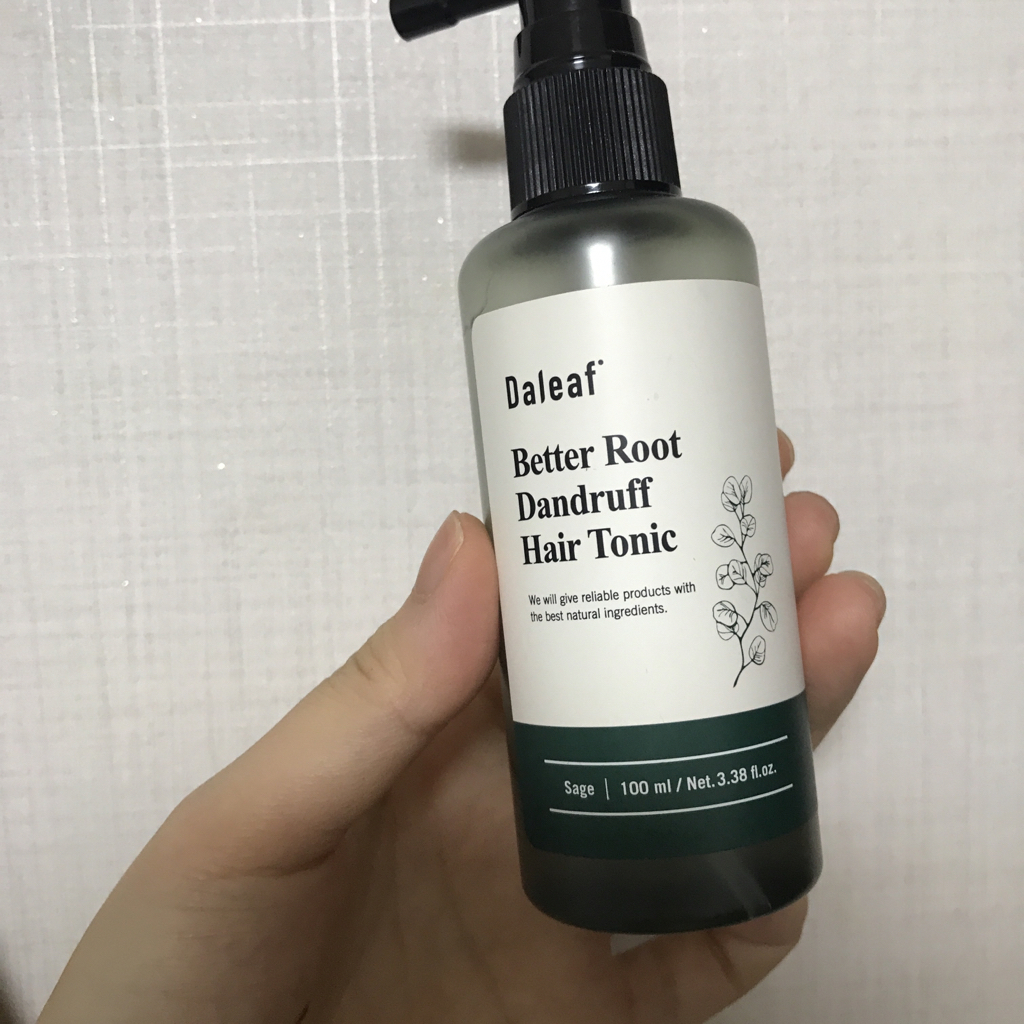 Daleaf
Better Root
Dandruff
Hair Tonic
We will give reliable products with
the best natural ingredients.
Sage | 100 ml / Net. 3.38 fl.oz.